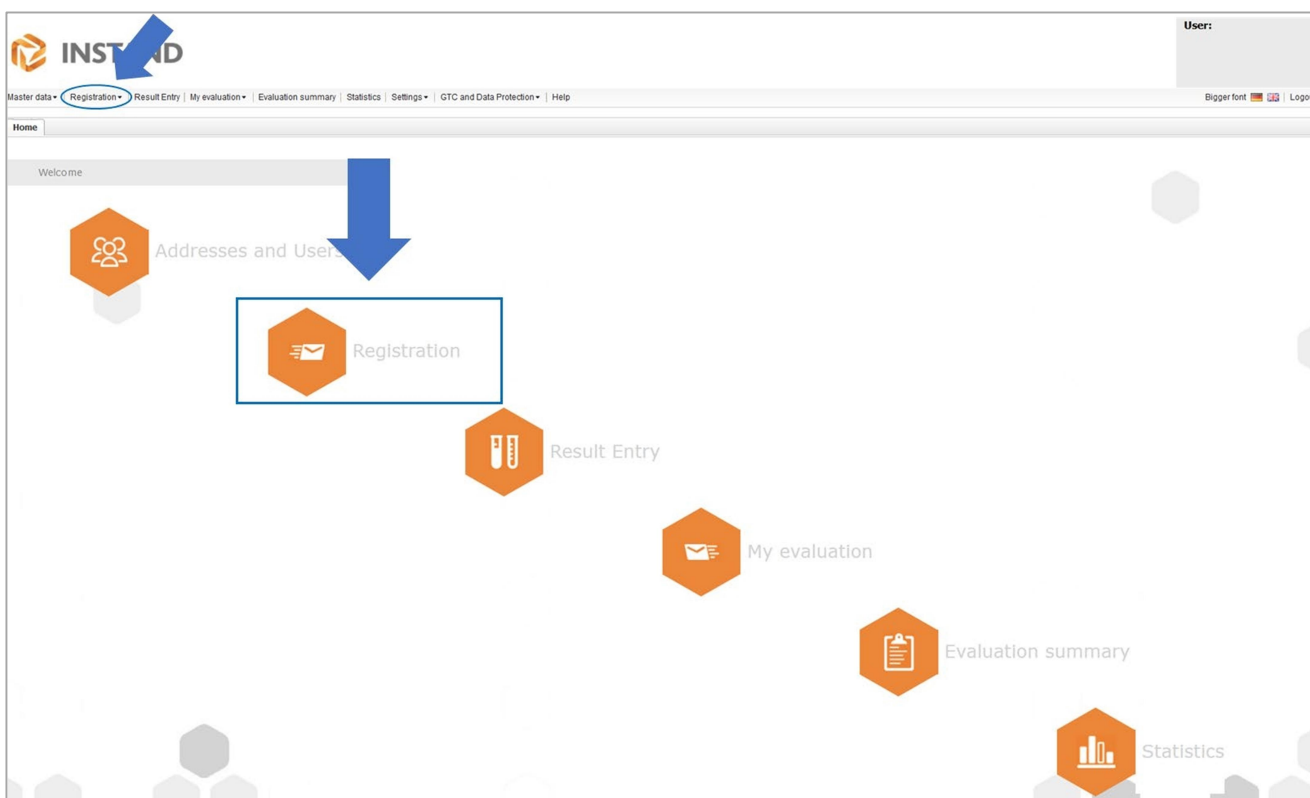 User:
INST ND
Master data Registration Result Entry | My evaluation | Evaluation summary | Statistics | Settings | GTC and Data Protection | Help
Bigger font | Logou
Home
Welcome
Addresses and Users
Registration
Result Entry
My evaluation
Evaluation summary
Statistics